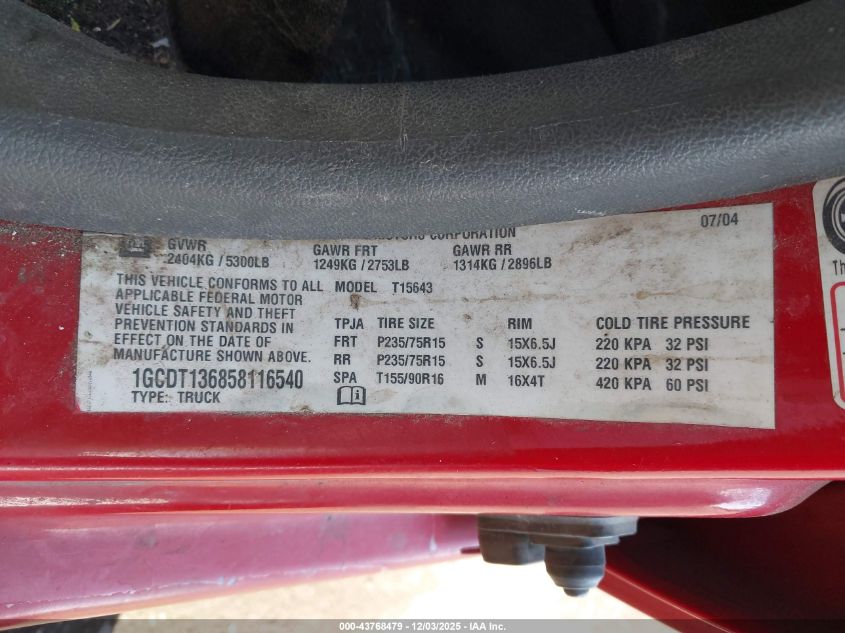 CORPORATION 07/04
GVWR GAWR FRT GAWR RR
2404KG / 5300LB 1249KG / 2753LB 1314KG / 2896LB
THIS VEHICLE CONFORMS TO ALL MODEL T15643
APPLICABLE FEDERAL MOTOR
VEHICLE SAFETY AND THEFT
PREVENTION STANDARDS IN
EFFECT ON THE DATE OF
MANUFACTURE SHOWN ABOVE.
1GCDT136858116540
TYPE: TRUCK
TPJA TIRE SIZE RIM COLD TIRE PRESSURE
FRT P235/75R15 S 15X6.5J 220 KPA 32 PSI
RR P235/75R15 S 15X6.5J 220 KPA 32 PSI
SPA T155/90R16 M 16X4T 420 KPA 60 PSI
Th
000-43768479 - 12/03/2025 - IAA Inc.